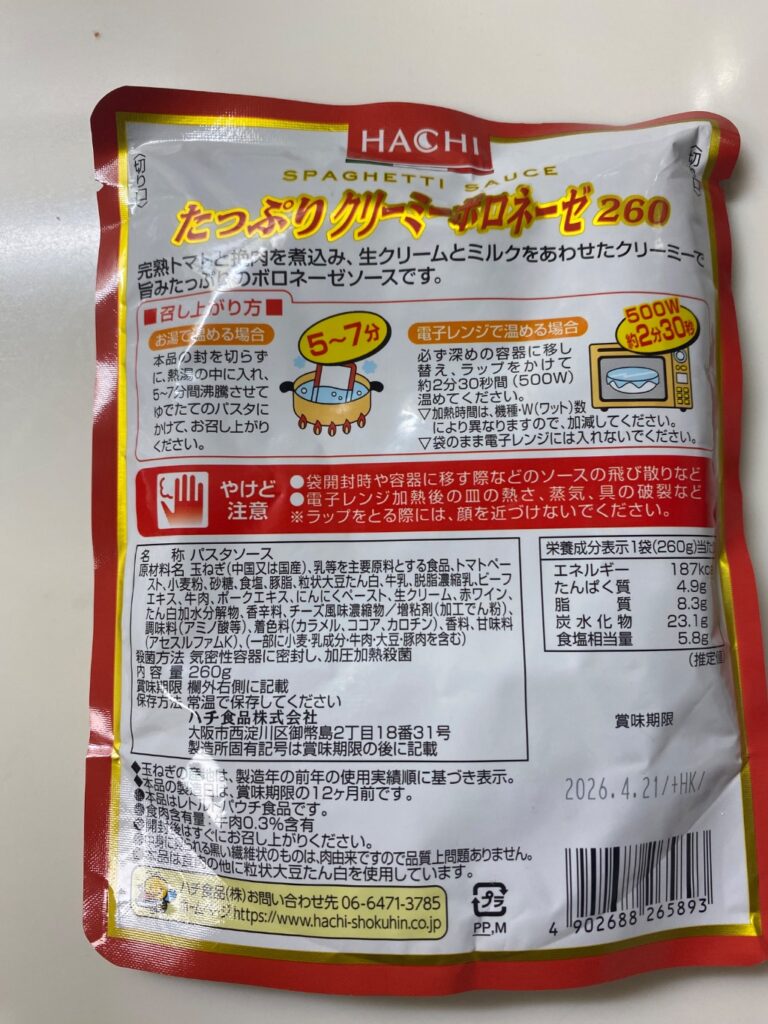 HACHI
SPAGHETTI SAUCE
たっぷりクリーミーボロネーゼ260
〈切り口〉
〈切り口〉
完熟トマトと挽肉を煮込み、生クリームとミルクをあわせたクリーミーで
旨みたっぷりのボロネーゼソースです。
■召し上がり方■
お湯で温める場合
5〜7分
本品の封を切らず
に、熱湯の中に入れ、
5~7分間沸騰させて
ゆでたてのパスタに
かけて、お召し上がり
ください。
電子レンジで温める場合
500W
約2分30秒
必ず深めの容器に移し
替え、ラップをかけて
約2分30秒間(500W)
温めてください。
▽加熱時間は、機種・W(ワット)数
により異なりますので、加減してください。
▽袋のまま電子レンジには入れないでください。
やけど
注意
●袋開封時や容器に移す際などのソースの飛び散りなど
●電子レンジ加熱後の皿の熱さ、蒸気、具の破裂など
※ラップをとる際には、顔を近づけないでください。
名 称 パスタソース
原材料名 玉ねぎ(中国又は国産)、乳等を主要原料とする食品、トマトペー
スト、小麦粉、砂糖、食塩、豚脂、粒状大豆たん白、牛乳、脱脂濃縮乳、ビーフ
エキス、牛肉、ポークエキス、にんにくペースト、生クリーム、赤ワイン、
たん白加水分解物、香辛料、チーズ風味濃縮物/増粘剤(加工でん粉)、
調味料(アミノ酸等)、着色料(カラメル、ココア、カロチン)、香料、甘味料
(アセスルファムK)、(一部に小麦・乳成分・牛肉・大豆・豚肉を含む)
殺菌方法 気密性容器に密封し、加圧加熱殺菌
内容量 260g
賞味期限 欄外右側に記載
保存方法 常温で保存してください
ハチ食品株式会社
大阪市西淀川区御幣島2丁目18番31号
製造所固有記号は賞味期限の後に記載
栄養成分表示1袋(260g)当た
エネルギー 187kc
たんぱく質 4.9g
脂 質 8.3g
炭水化物 23.1g
食塩相当量 5.8g
(推定値
賞味期限
2026.4.21/+HK/
◆玉ねぎの産地は、製造年の前年の使用実績順に基づき表示。
●本品の製造日は、賞味期限の12ヶ月前です。
●本品はレトルトパウチ食品です。
●食肉含有量:牛肉0.3%含有
●開封後はすぐにお召し上がりください。
●中身に見られる黒い繊維状のものは、肉由来ですので品質上問題ありません。
●本品は食肉の他に粒状大豆たん白を使用しています。
ハチ食品(株)お問い合わせ先 06-6471-3785
ホームページ https://www.hachi-shokuhin.co.jp
プラ
PP,M
4 902688 265893